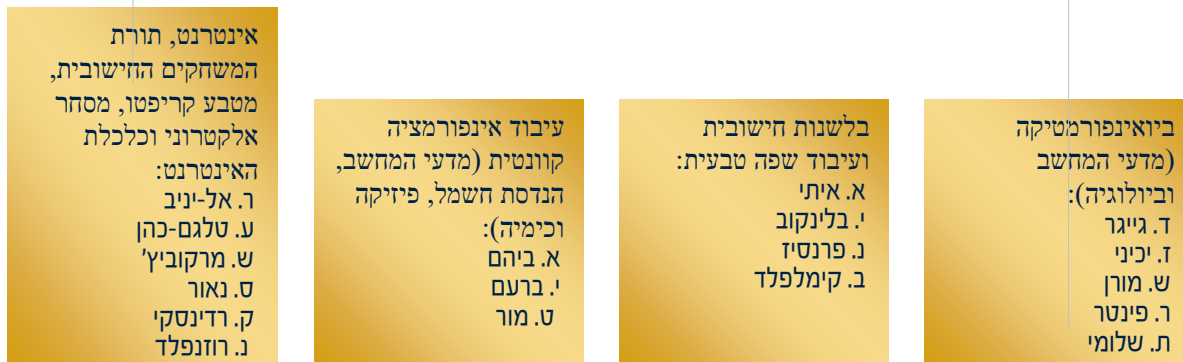 ביואינפורמטיקה
(מדעי המחשב
וביולוגיה):
ד. גייגר
ז. יכיני
ש. מורן
ר. פינטר
ת. שלומי
בלשנות חישובית
ועיבוד שפה טבעית:
א. איתי
י. בלינקוב
נ. פרנסיז
ב. קימלפלד
עיבוד אינפורמציה
קוונטית (מדעי המחשב,
הנדסת חשמל, פיזיקה
וכימיה):
א. ביהם
י. ברעם
ט. מור
אינטרנט, תורת
המשחקים החישובית,
מטבע קריפטו, מסחר
אלקטרוני וכלכלת
האינטרנט:
ר. אל-יניב
ע. טלגם-כהן
ש. מרקוביץ'
ס. נאור
ק. רדינסקי
נ. רוזנפלד